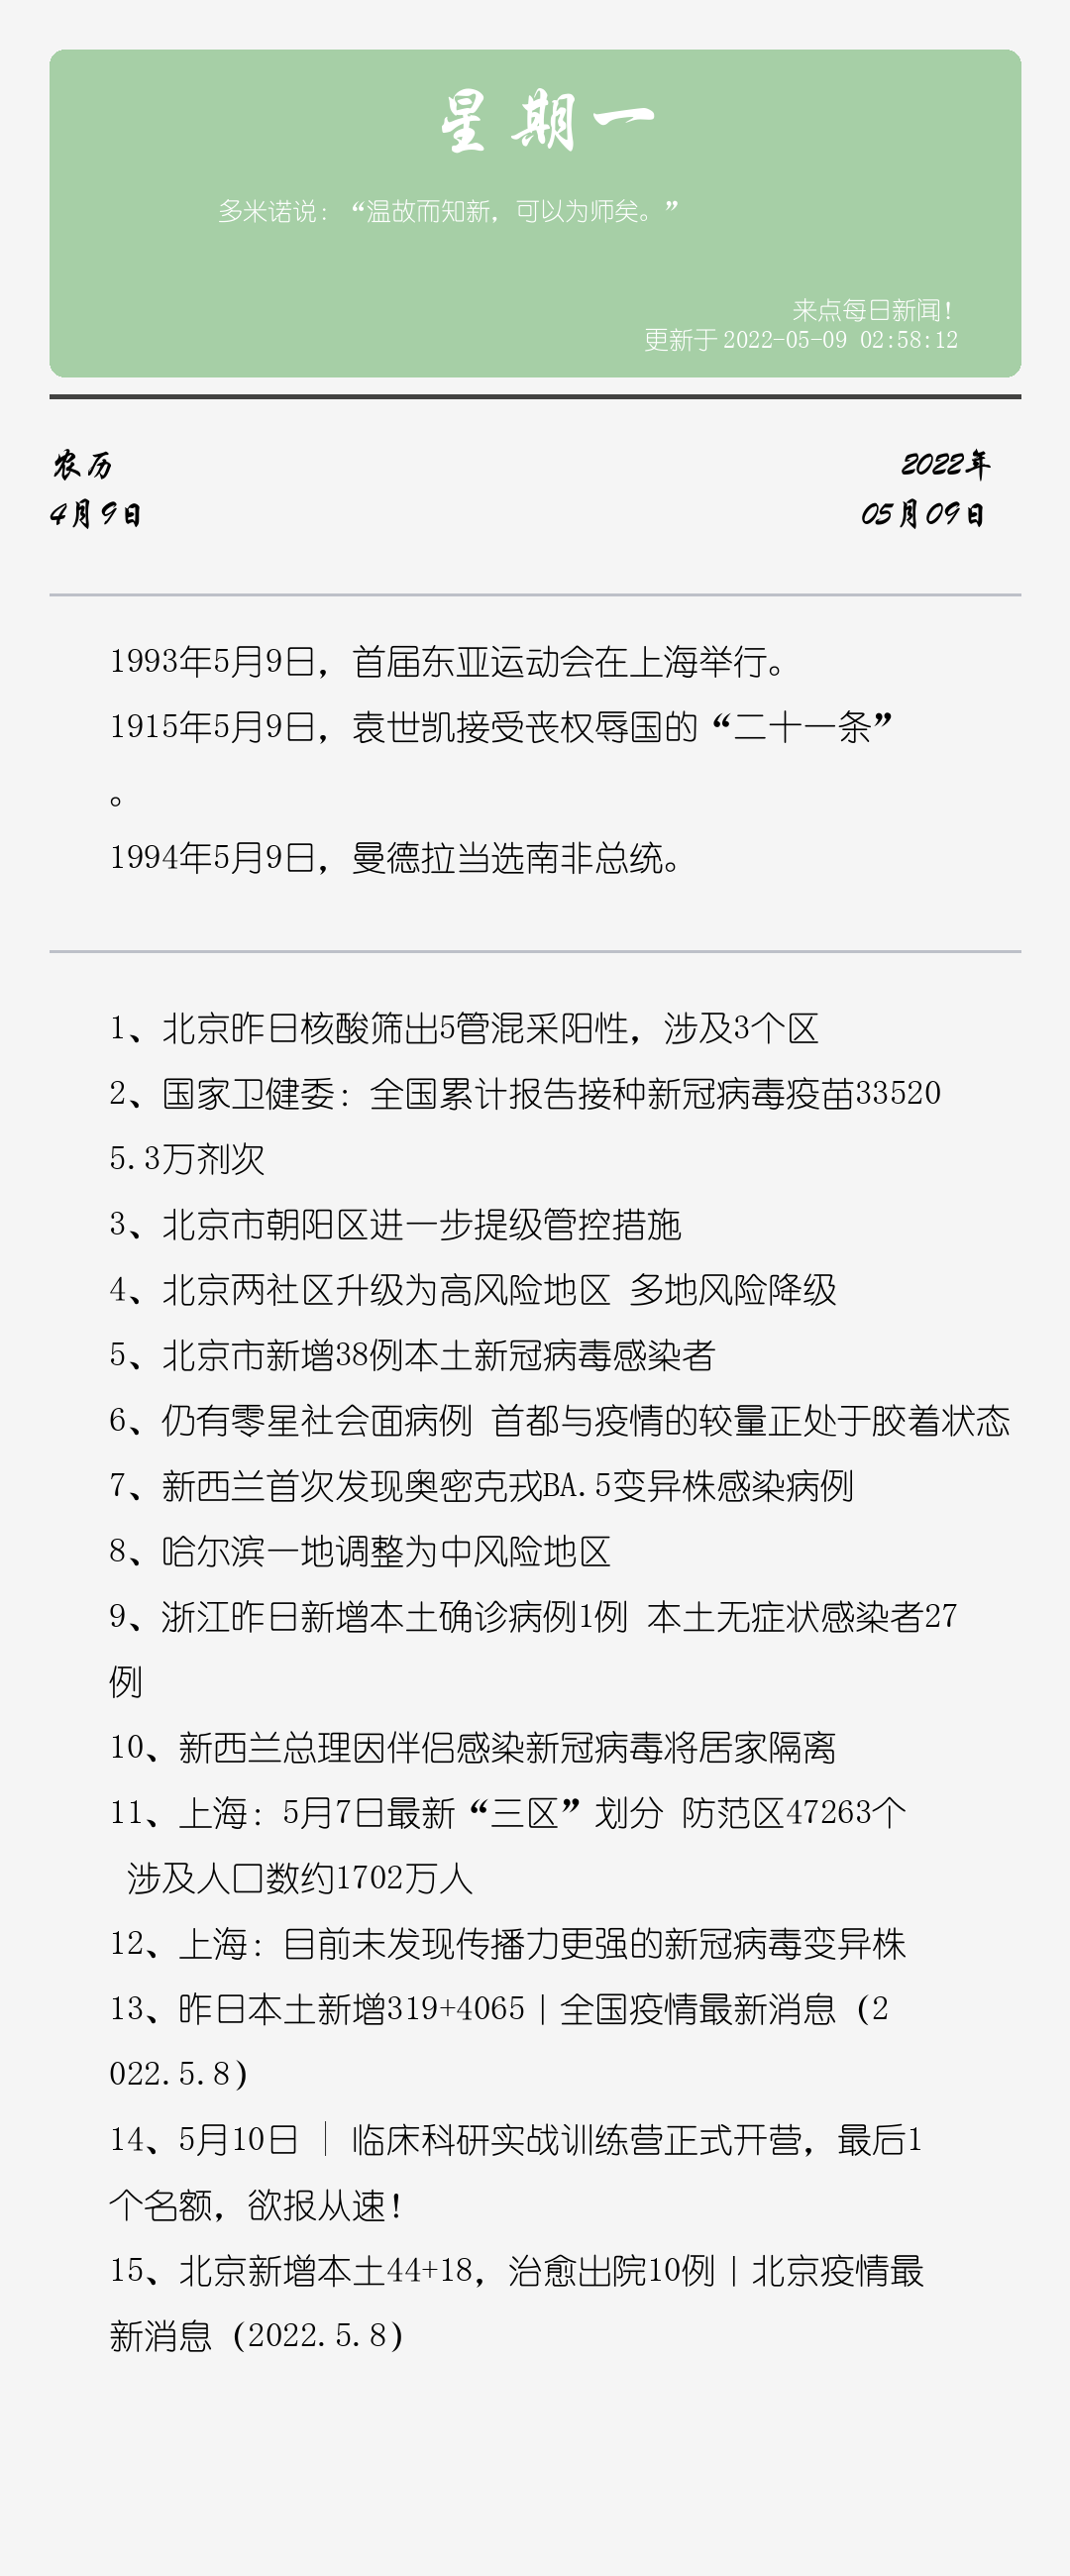 星期一
多米诺说：“温故而知新，可以为师矣。”
来点每日新闻！
更新于 2022-05-09 02:58:12
农历
2022年
4月9日
05月09日
1993年5月9日，首届东亚运动会在上海举行。
1915年5月9日，袁世凯接受丧权辱国的“二十一条”
。
1994年5月9日，曼德拉当选南非总统。
1、北京昨日核酸筛出5管混采阳性，涉及3个区
2、国家卫健委：全国累计报告接种新冠病毒疫苗33520
5.3万剂次
3、北京市朝阳区进一步提级管控措施
4、北京两社区升级为高风险地区 多地风险降级
5、北京市新增38例本土新冠病毒感染者
6、仍有零星社会面病例 首都与疫情的较量正处于胶着状态
7、新西兰首次发现奥密克戎BA.5变异株感染病例
8、哈尔滨一地调整为中风险地区
9、浙江昨日新增本土确诊病例1例 本土无症状感染者27
例
10、新西兰总理因伴侣感染新冠病毒将居家隔离
11、上海：5月7日最新“三区”划分 防范区47263个
涉及人口数约1702万人
12、上海：目前未发现传播力更强的新冠病毒变异株
13、昨日本土新增319+4065丨全国疫情最新消息（2
022.5.8）
14、5月10日 │ 临床科研实战训练营正式开营，最后1
个名额，欲报从速！
15、北京新增本土44+18，治愈出院10例丨北京疫情最
新消息（2022.5.8）